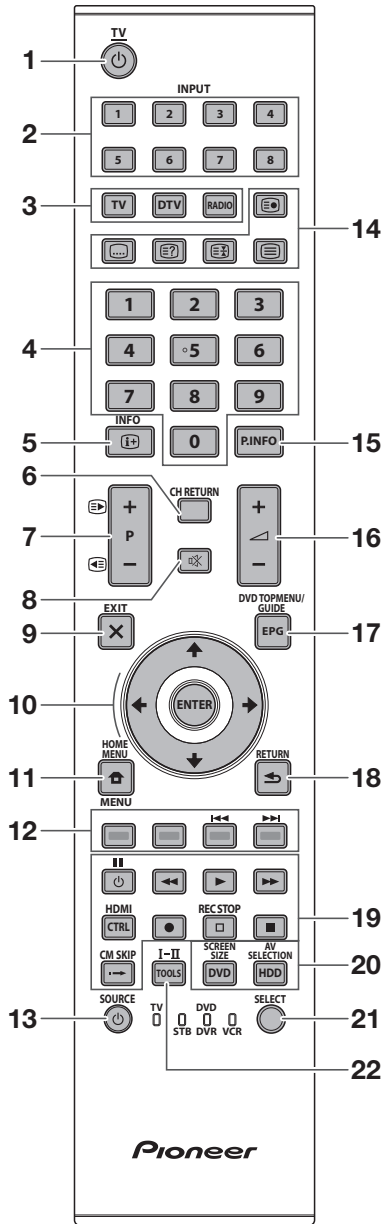 TV
1
INPUT
2
1 2 3 4
5 6 7 8
3
TV DTV RADIO
14
4
1 2 3
4 5 6
7 8 9
INFO
5
i+
0
P.INFO
15
6
CH RETURN
7
+
P
−
+
−
16
8
DVD TOPMENU/
GUIDE
EXIT
9
EPG
17
10
ENTER
HOME
MENU
RETURN
11
18
MENU
12
HDMI
REC STOP
19
CTRL
CM SKIP
I-II
SCREEN
SIZE
AV
SELECTION
20
TOOLS
DVD
HDD
SOURCE
TV
DVD
SELECT
13
21
STB DVR VCR
22
Pioneer